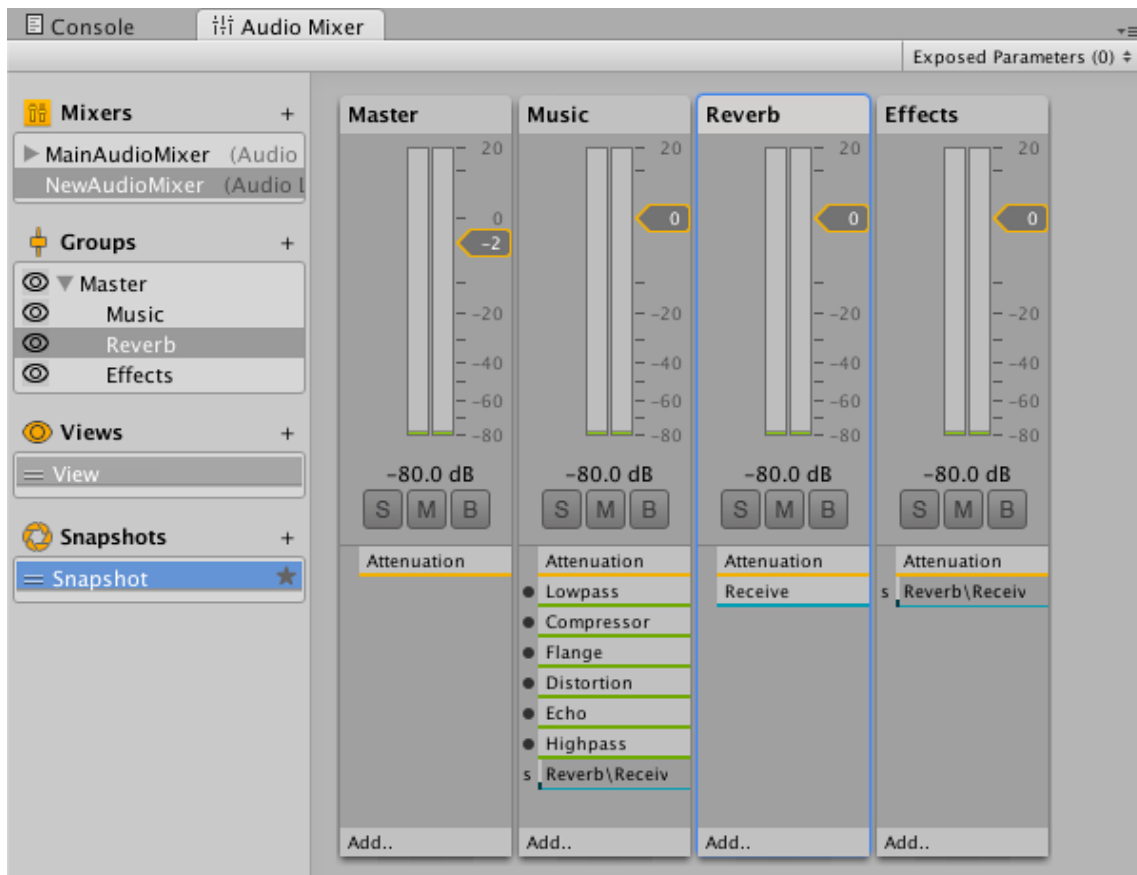 Console
Audio Mixer
Exposed Parameters (0)
Mixers +
MainAudioMixer (Audio
NewAudioMixer (Audio L
Groups +
Master
Music
Reverb
Effects
Views +
View
Snapshots +
Snapshot
Master
20
0
-2
-20
-40
-60
-80
-80.0 dB
S M B
Attenuation
Add..
Music
20
0
-20
-40
-60
-80
-80.0 dB
S M B
Attenuation
Lowpass
Compressor
Flange
Distortion
Echo
Highpass
s Reverb\Receiv
Add..
Reverb
20
0
-20
-40
-60
-80
-80.0 dB
S M B
Attenuation
Receive
Add..
Effects
20
0
-20
-40
-60
-80
-80.0 dB
S M B
Attenuation
s Reverb\Receiv
Add..